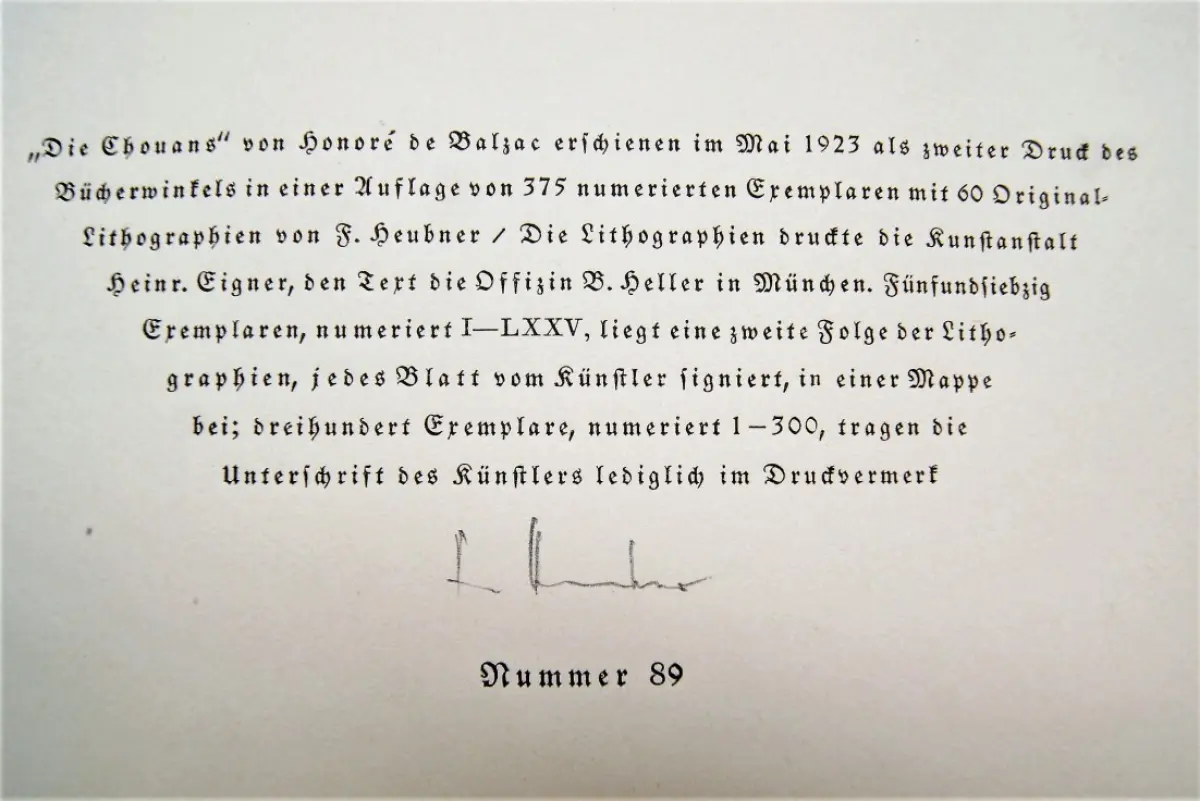 „Die Chouans“ von Honoré de Balzac erschienen im Mai 1923 als zweiter Druck des
Bücherwinkels in einer Auflage von 375 numerierten Exemplaren mit 60 Original-
Lithographien von F. Heubner / Die Lithographien druckte die Kunstanstalt
Heinr. Eigner, den Text die Offizin B. Heller in München. Fünfundsiebzig
Exemplaren, numeriert I—LXXV, liegt eine zweite Folge der Litho-
graphien, jedes Blatt vom Künstler signiert, in einer Mappe
bei; dreihundert Exemplare, numeriert 1–300, tragen die
Unterschrift des Künstlers lediglich im Druckvermerk
F. Heubner
Nummer 89